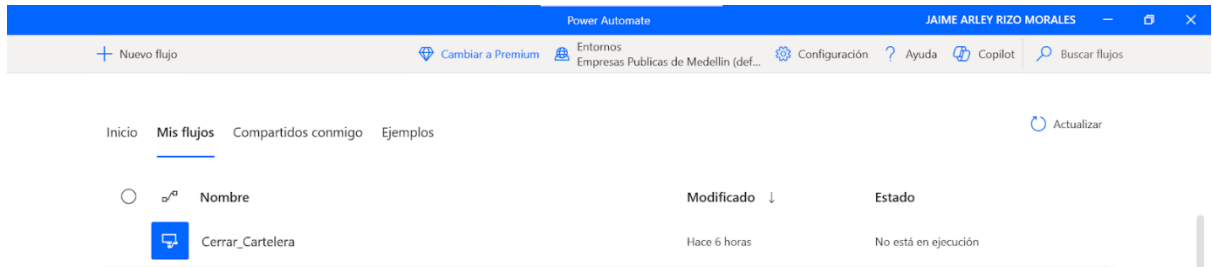 Power Automate
JAIME ARLEY RIZO MORALES
Nuevo flujo
Cambiar a Premium
Entornos
Empresas Publicas de Medellin (def...
Configuración
Ayuda
Copilot
Buscar flujos
Inicio Mis flujos Compartidos conmigo Ejemplos
Actualizar
Nombre Modificado ↓ Estado
Cerrar_Cartelera Hace 6 horas No está en ejecución